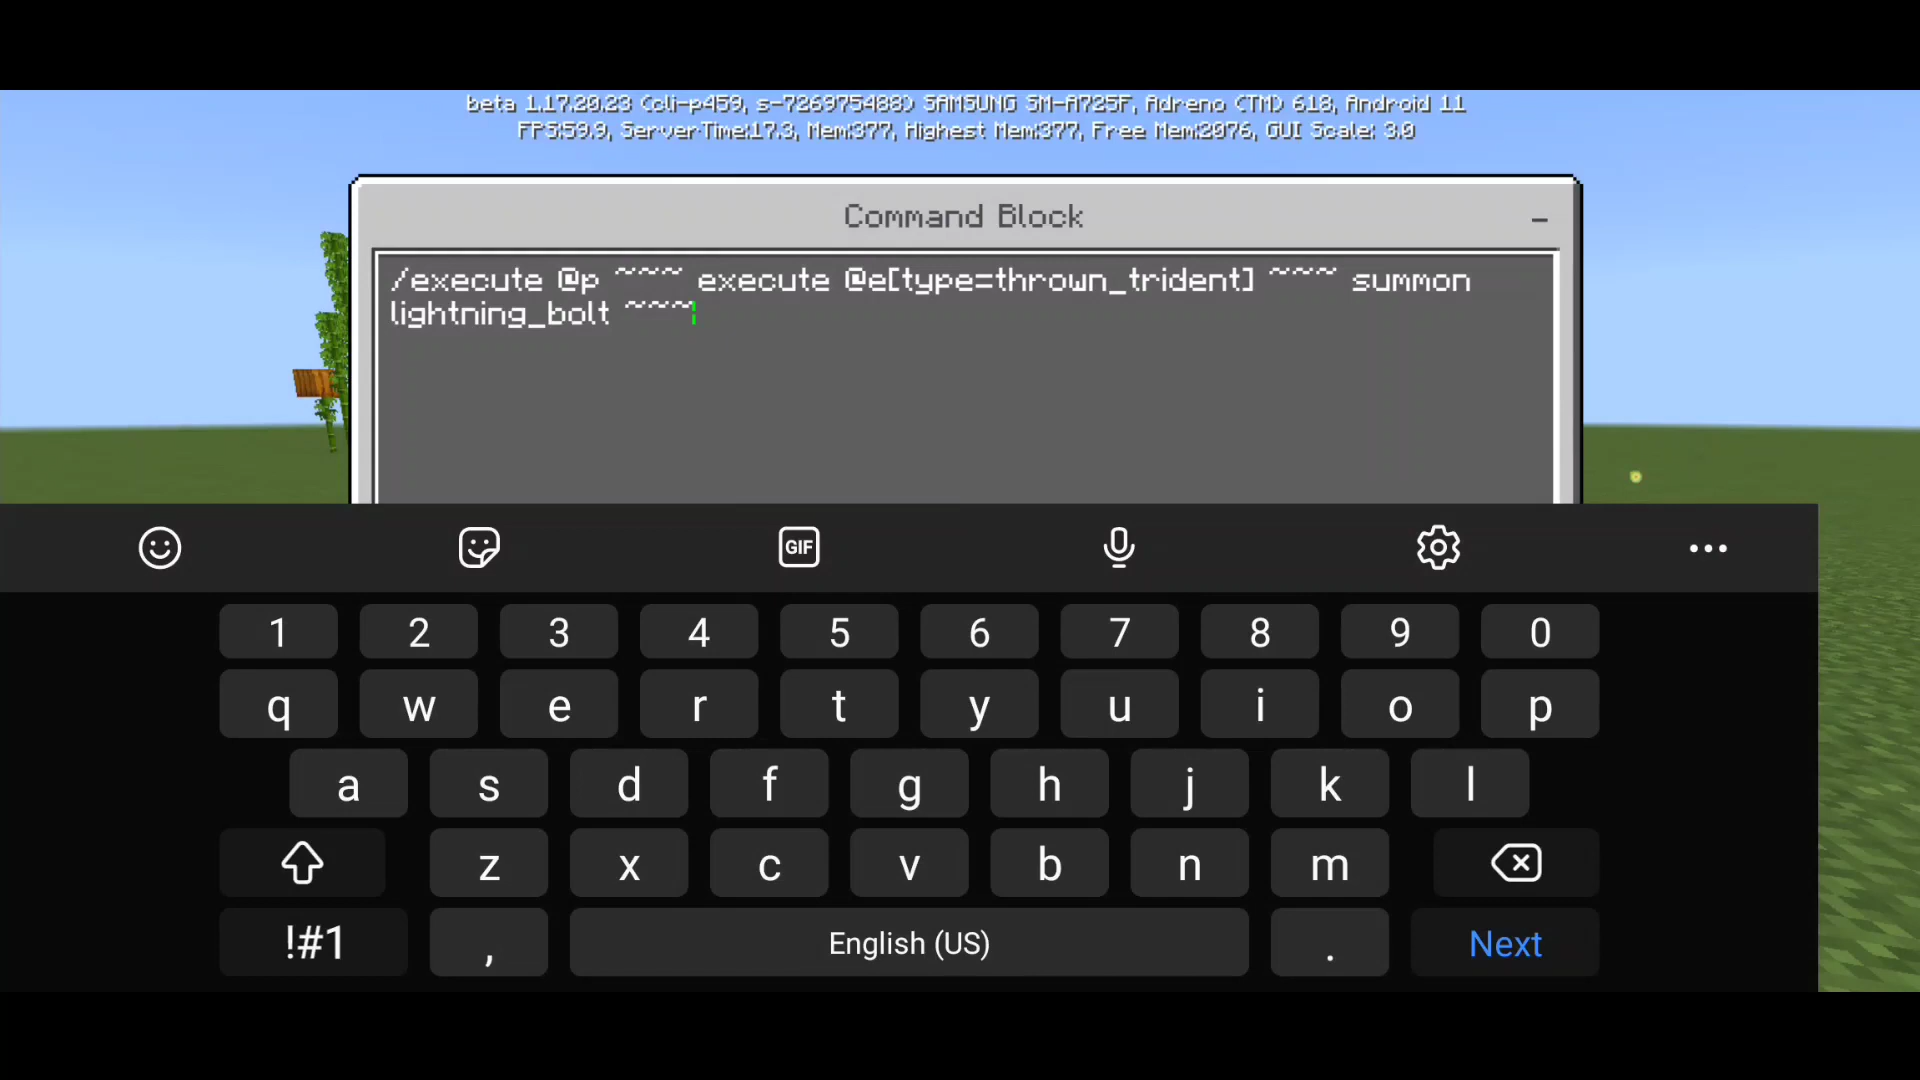 beta 1.17.20.23 (cli-p459, s-726975488) SAMSUNG SM-A725F, Adreno (TM) 618, Android 11
FPS:59.9, ServerTime:17.3, Mem:377, Highest Mem:377, Free Mem:2076, GUI Scale: 3.0
Command Block
/execute @p ~~~ execute @e[type=thrown_trident] ~~~ summon
lightning_bolt ~~~
GIF
1 2 3 4 5 6 7 8 9 0
q w e r t y u i o p
a s d f g h j k l
z x c v b n m
!#1 , English (US) . Next